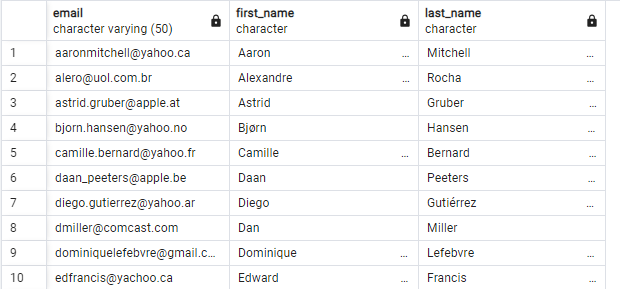 email first_name last_name
character varying (50) character character
1 aaronmitchell@yahoo.ca Aaron ... Mitchell ...
2 alero@uol.com.br Alexandre ... Rocha ...
3 astrid.gruber@apple.at Astrid Gruber ...
4 bjorn.hansen@yahoo.no Bjørn Hansen ...
5 camille.bernard@yahoo.fr Camille ... Bernard ...
6 daan_peeters@apple.be Daan Peeters ...
7 diego.gutierrez@yahoo.ar Diego Gutiérrez ...
8 dmiller@comcast.com Dan Miller
9 dominiquelefebvre@gmail.c... Dominique ... Lefebvre ...
10 edfrancis@yachoo.ca Edward ... Francis ...